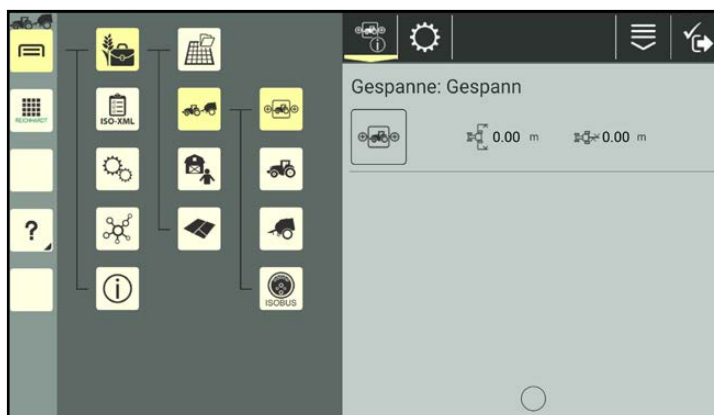 REICHHARDT
ISO-XML
?
ISOBUS
Gespanne: Gespann
0.00 m
0.00 m